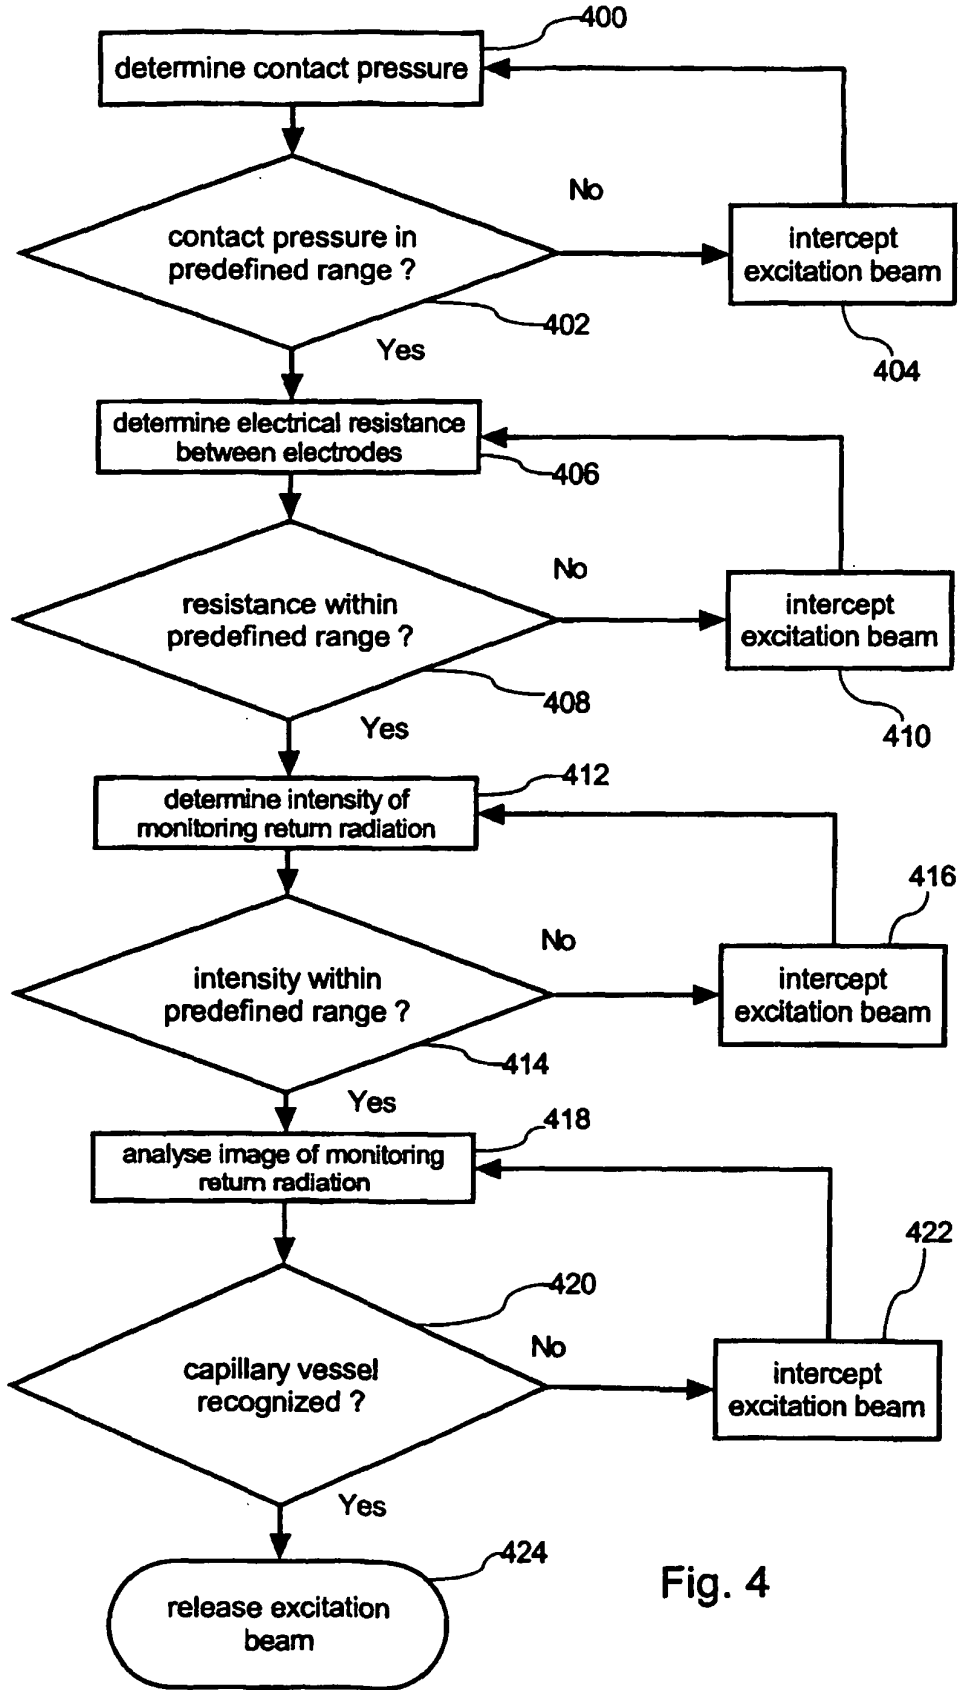 400
determine contact pressure
No
contact pressure in
predefined range ?
intercept
excitation beam
402
Yes
404
determine electrical resistance
between electrodes
406
No
resistance within
predefined range ?
intercept
excitation beam
408
Yes
410
412
determine intensity of
monitoring return radiation
416
No
intensity within
predefined range ?
intercept
excitation beam
414
Yes
418
analyse image of monitoring
return radiation
422
420
No
capillary vessel
recognized ?
intercept
excitation beam
Yes
424
release excitation
beam
Fig. 4